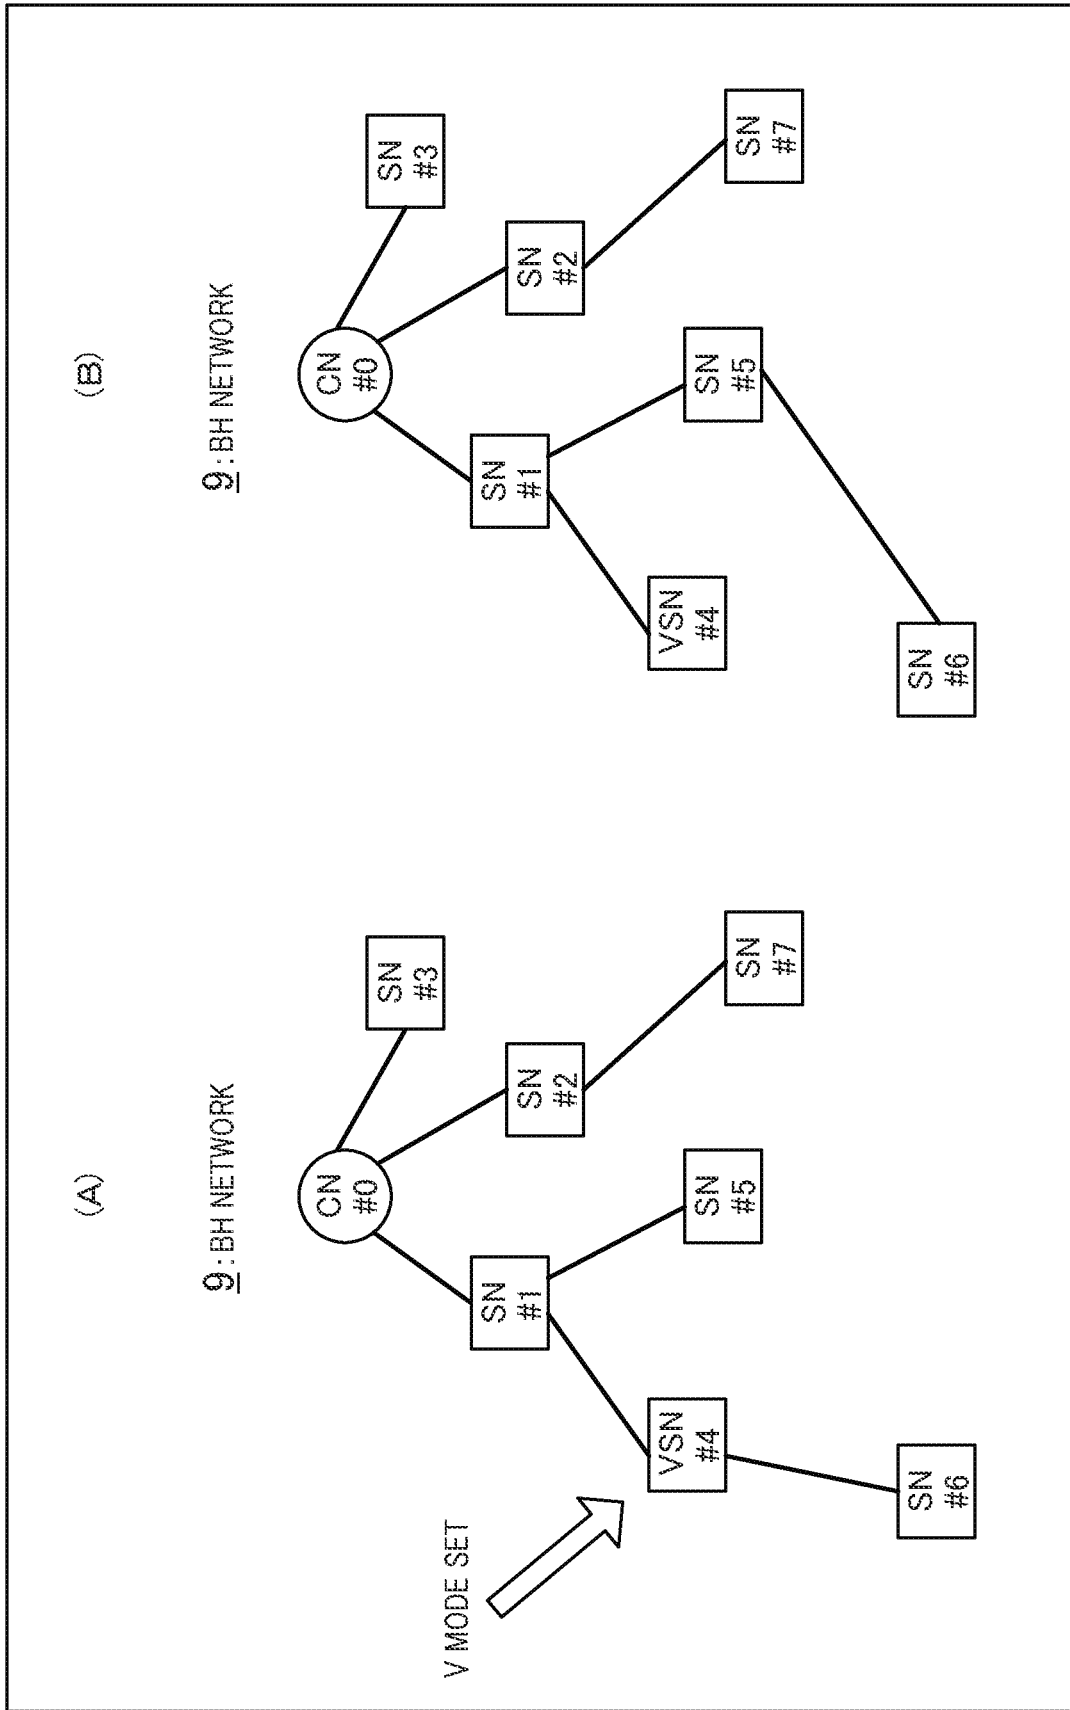 (A)
9 : BH NETWORK
CN
#0
SN
#3
SN
#1
SN
#2
V MODE SET
VSN
#4
SN
#5
SN
#7
SN
#6
(B)
9 : BH NETWORK
CN
#0
SN
#3
SN
#1
SN
#2
VSN
#4
SN
#5
SN
#7
SN
#6